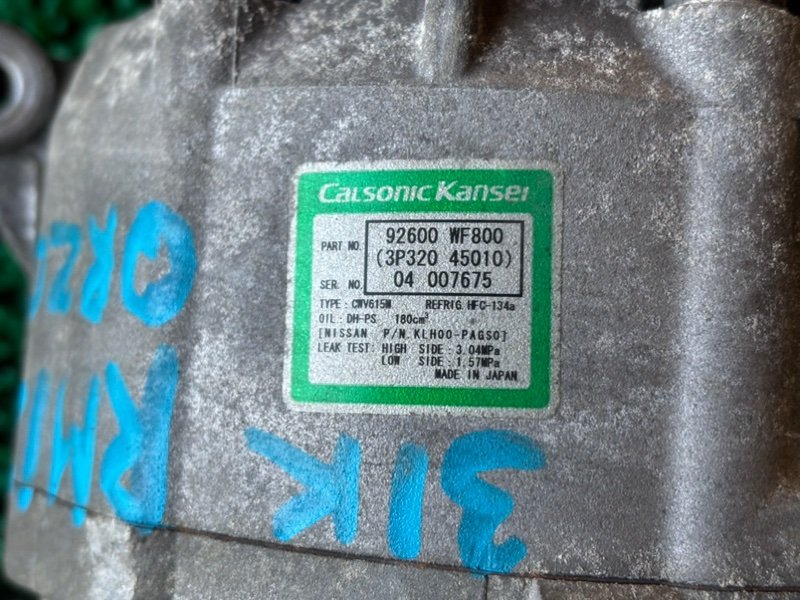 CALSONIC KANSEI
PART NO. 92600 WF800
(3P320 45010)
SER. NO. 04 007675
TYPE: CWV615M REFRIG. HFC-134a
OIL: DH-PS 180cm³
[NISSAN P/N. KLH00-PAGS0]
LEAK TEST: HIGH SIDE: 3.04MPa
LOW SIDE: 1.57MPa
MADE IN JAPAN
31K